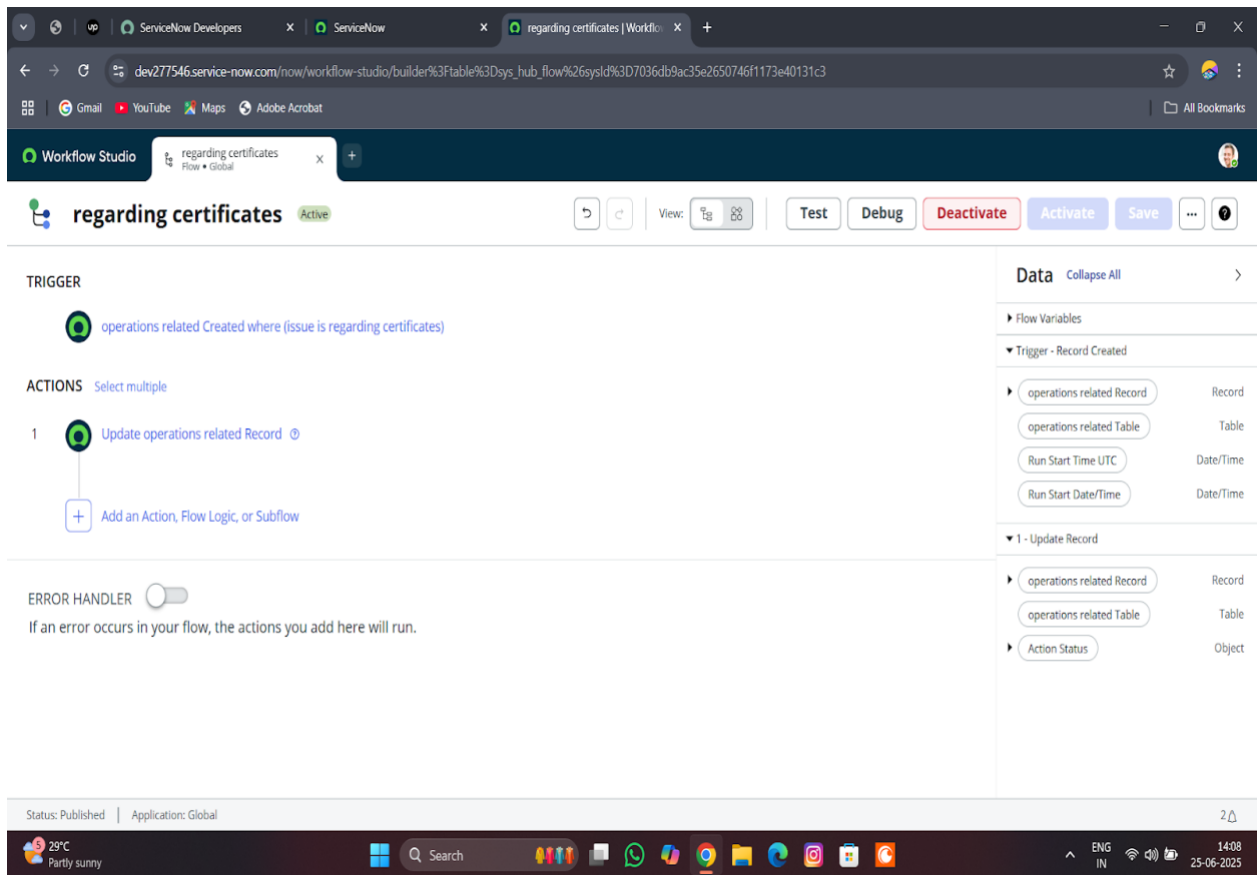 up ServiceNow Developers ServiceNow regarding certificates | Workflo
dev277546.service-now.com/now/workflow-studio/builder%3Ftable%3Dsys_hub_flow%26sysId%3D7036db9ac35e2650746f1173e40131c3
Gmail YouTube Maps Adobe Acrobat All Bookmarks
Workflow Studio regarding certificates
Flow • Global
regarding certificates Active View: Test Debug Deactivate Activate Save ... ?
TRIGGER
operations related Created where (issue is regarding certificates)
ACTIONS Select multiple
1 Update operations related Record
Add an Action, Flow Logic, or Subflow
ERROR HANDLER
If an error occurs in your flow, the actions you add here will run.
Data Collapse All
Flow Variables
Trigger - Record Created
operations related Record Record
operations related Table Table
Run Start Time UTC Date/Time
Run Start Date/Time Date/Time
1 - Update Record
operations related Record Record
operations related Table Table
Action Status Object
Status: Published Application: Global 2
5 29°C
Partly sunny
Search
ENG
IN
14:08
25-06-2025